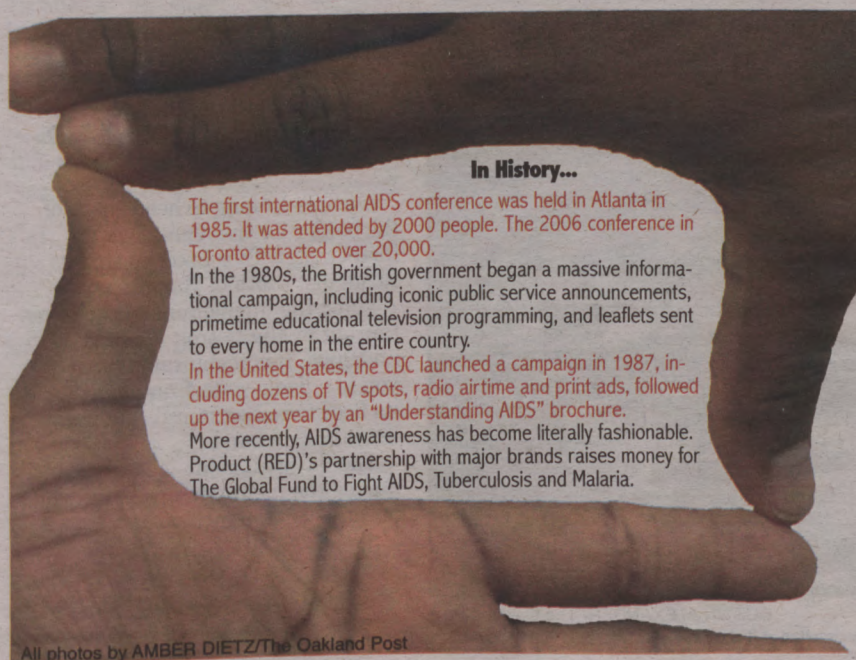 In History...
The first international AIDS conference was held in Atlanta in
1985. It was attended by 2000 people. The 2006 conference in
Toronto attracted over 20,000.
In the 1980s, the British government began a massive informa-
tional campaign, including iconic public service announcements,
primetime educational television programming, and leaflets sent
to every home in the entire country.
In the United States, the CDC launched a campaign in 1987, in-
cluding dozens of TV spots, radio airtime and print ads, followed
up the next year by an “Understanding AIDS” brochure.
More recently, AIDS awareness has become literally fashionable.
Product (RED)'s partnership with major brands raises money for
The Global Fund to Fight AIDS, Tuberculosis and Malaria.
All photos by AMBER DIETZ/The Oakland Post